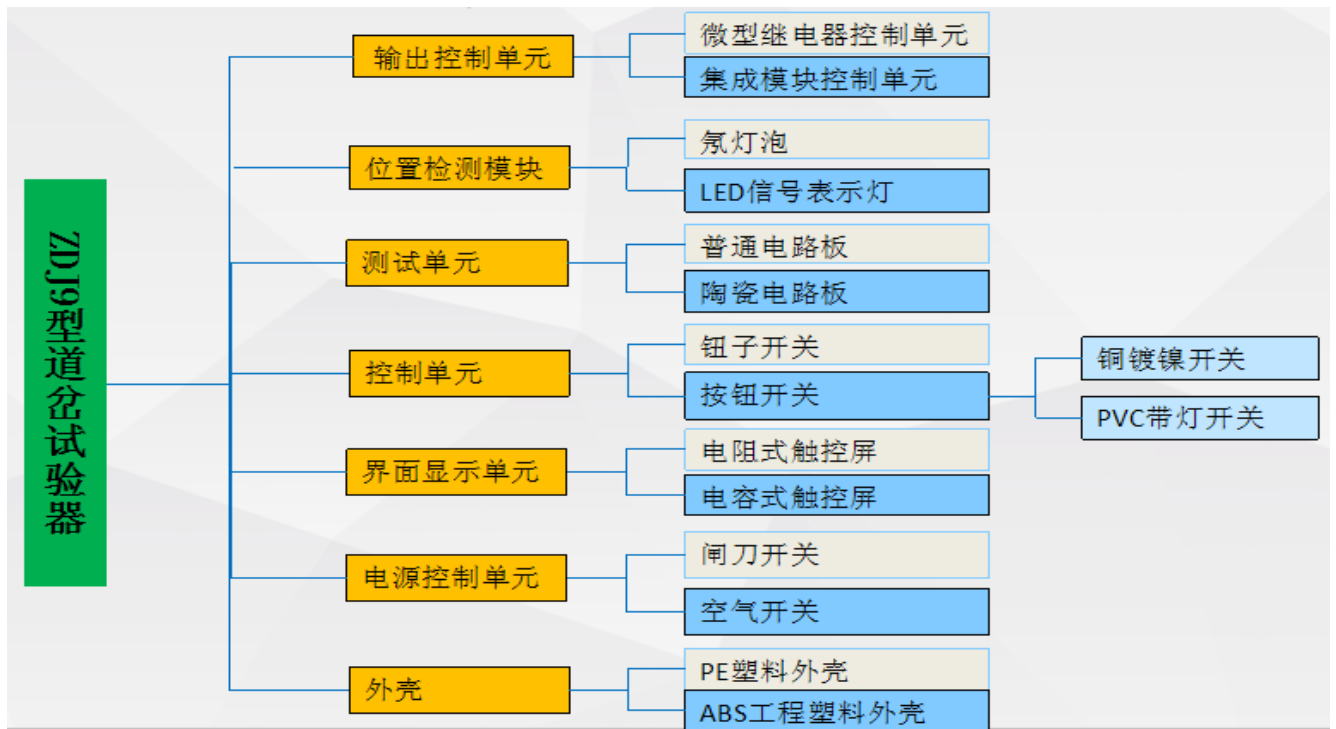 ZDJ9型道岔试验器
输出控制单元
微型继电器控制单元
集成模块控制单元
位置检测模块
氖灯泡
LED信号表示灯
测试单元
普通电路板
陶瓷电路板
控制单元
钮子开关
按钮开关
铜镀镍开关
PVC带灯开关
界面显示单元
电阻式触控屏
电容式触控屏
电源控制单元
闸刀开关
空气开关
外壳
PE塑料外壳
ABS工程塑料外壳